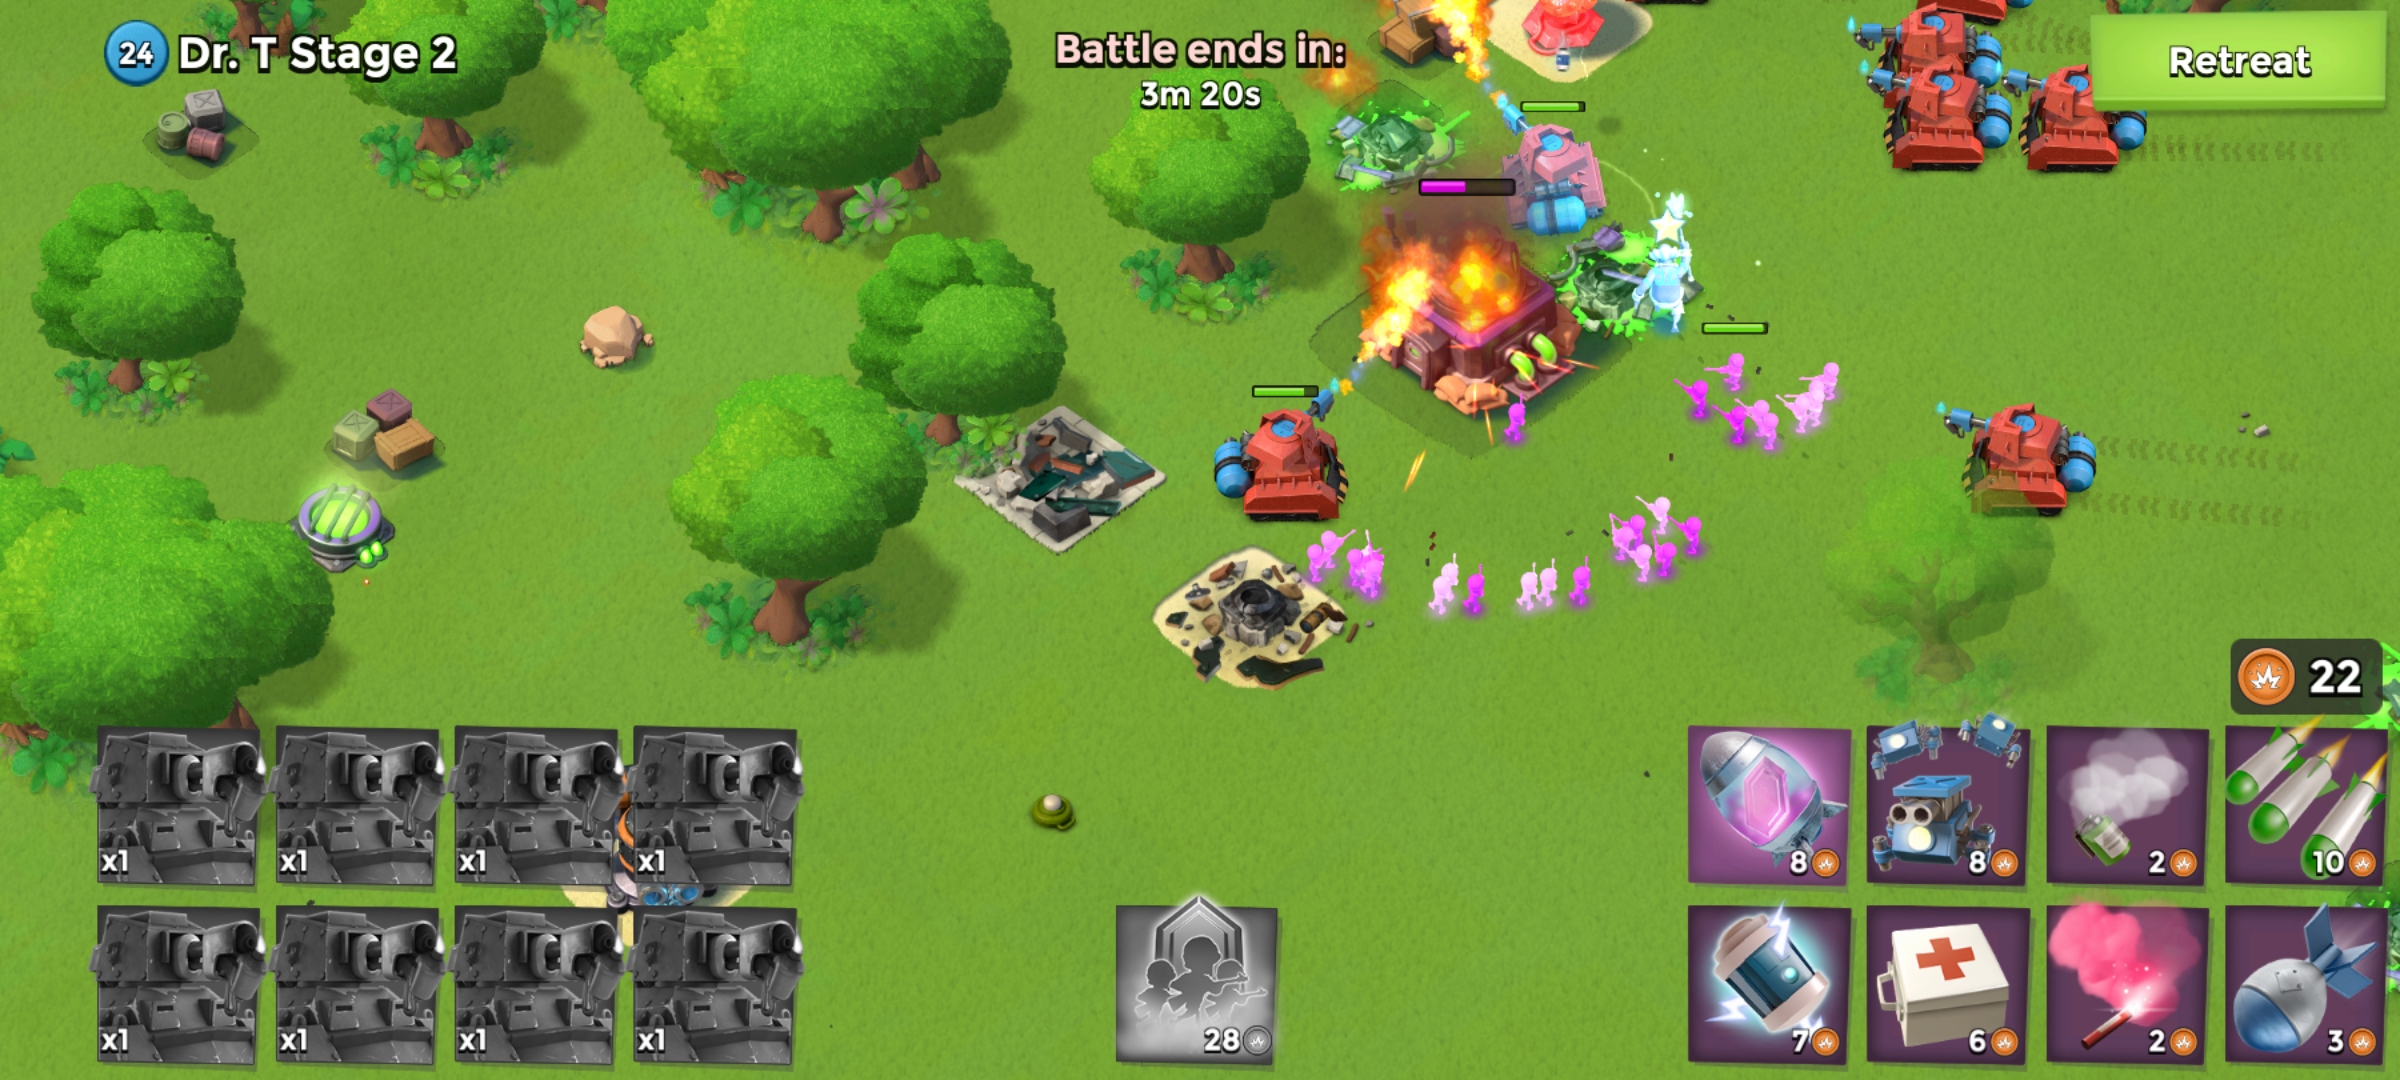 24 Dr. T Stage 2
Battle ends in:
3m 20s
Retreat
22
x1 x1 x1 x1
8 8 2 10
x1 x1 x1 x1
28
7 6 2 3